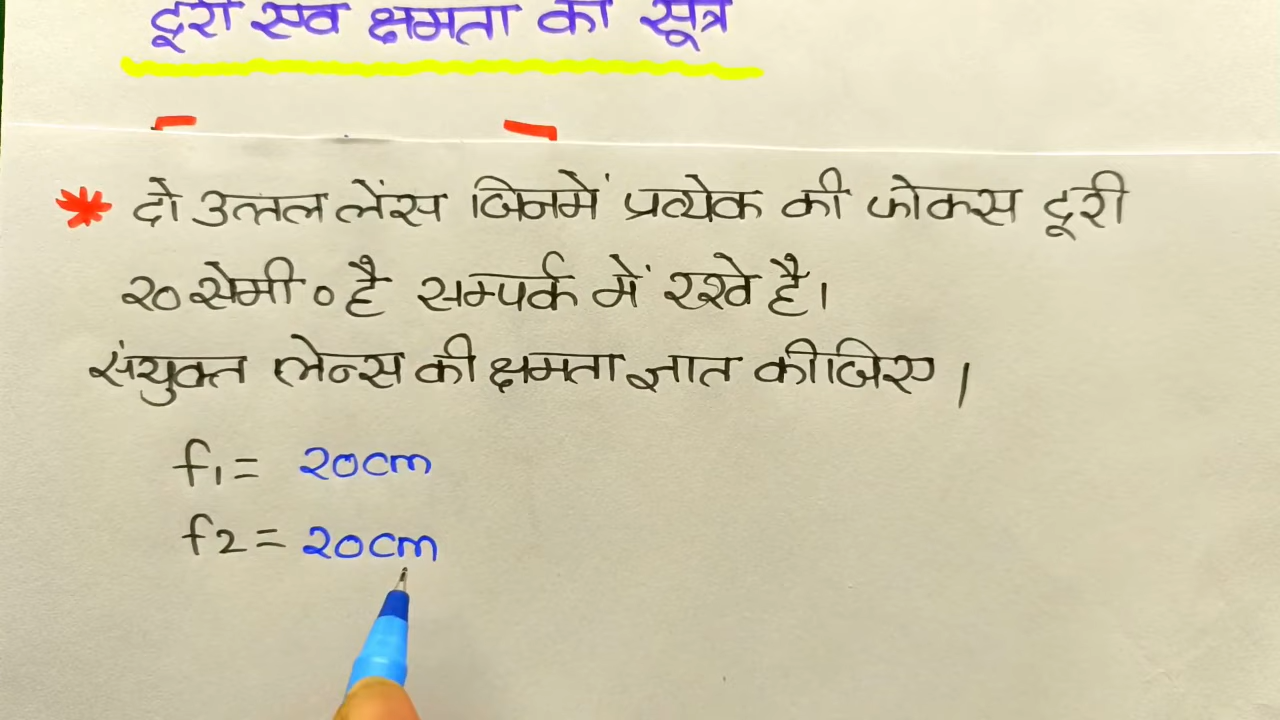 दूरी एवं क्षमता का सूत्र
दो उत्तल लेंस जिनमें प्रत्येक की फोकस दूरी
२० सेमी० है सम्पर्क में रखे है।
संयुक्त लेन्स की क्षमता ज्ञात कीजिए।
f1 = 20cm
f2 = 20cm